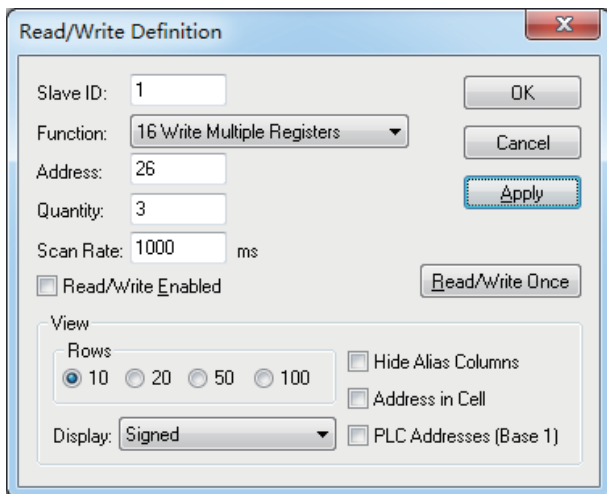 Read/Write Definition
Slave ID: 1
OK
Function: 16 Write Multiple Registers
Cancel
Address: 26
Apply
Quantity: 3
Scan Rate: 1000 ms
Read/Write Enabled
Read/Write Once
View
Rows
10 20 50 100
Hide Alias Columns
Address in Cell
Display: Signed
PLC Addresses (Base 1)